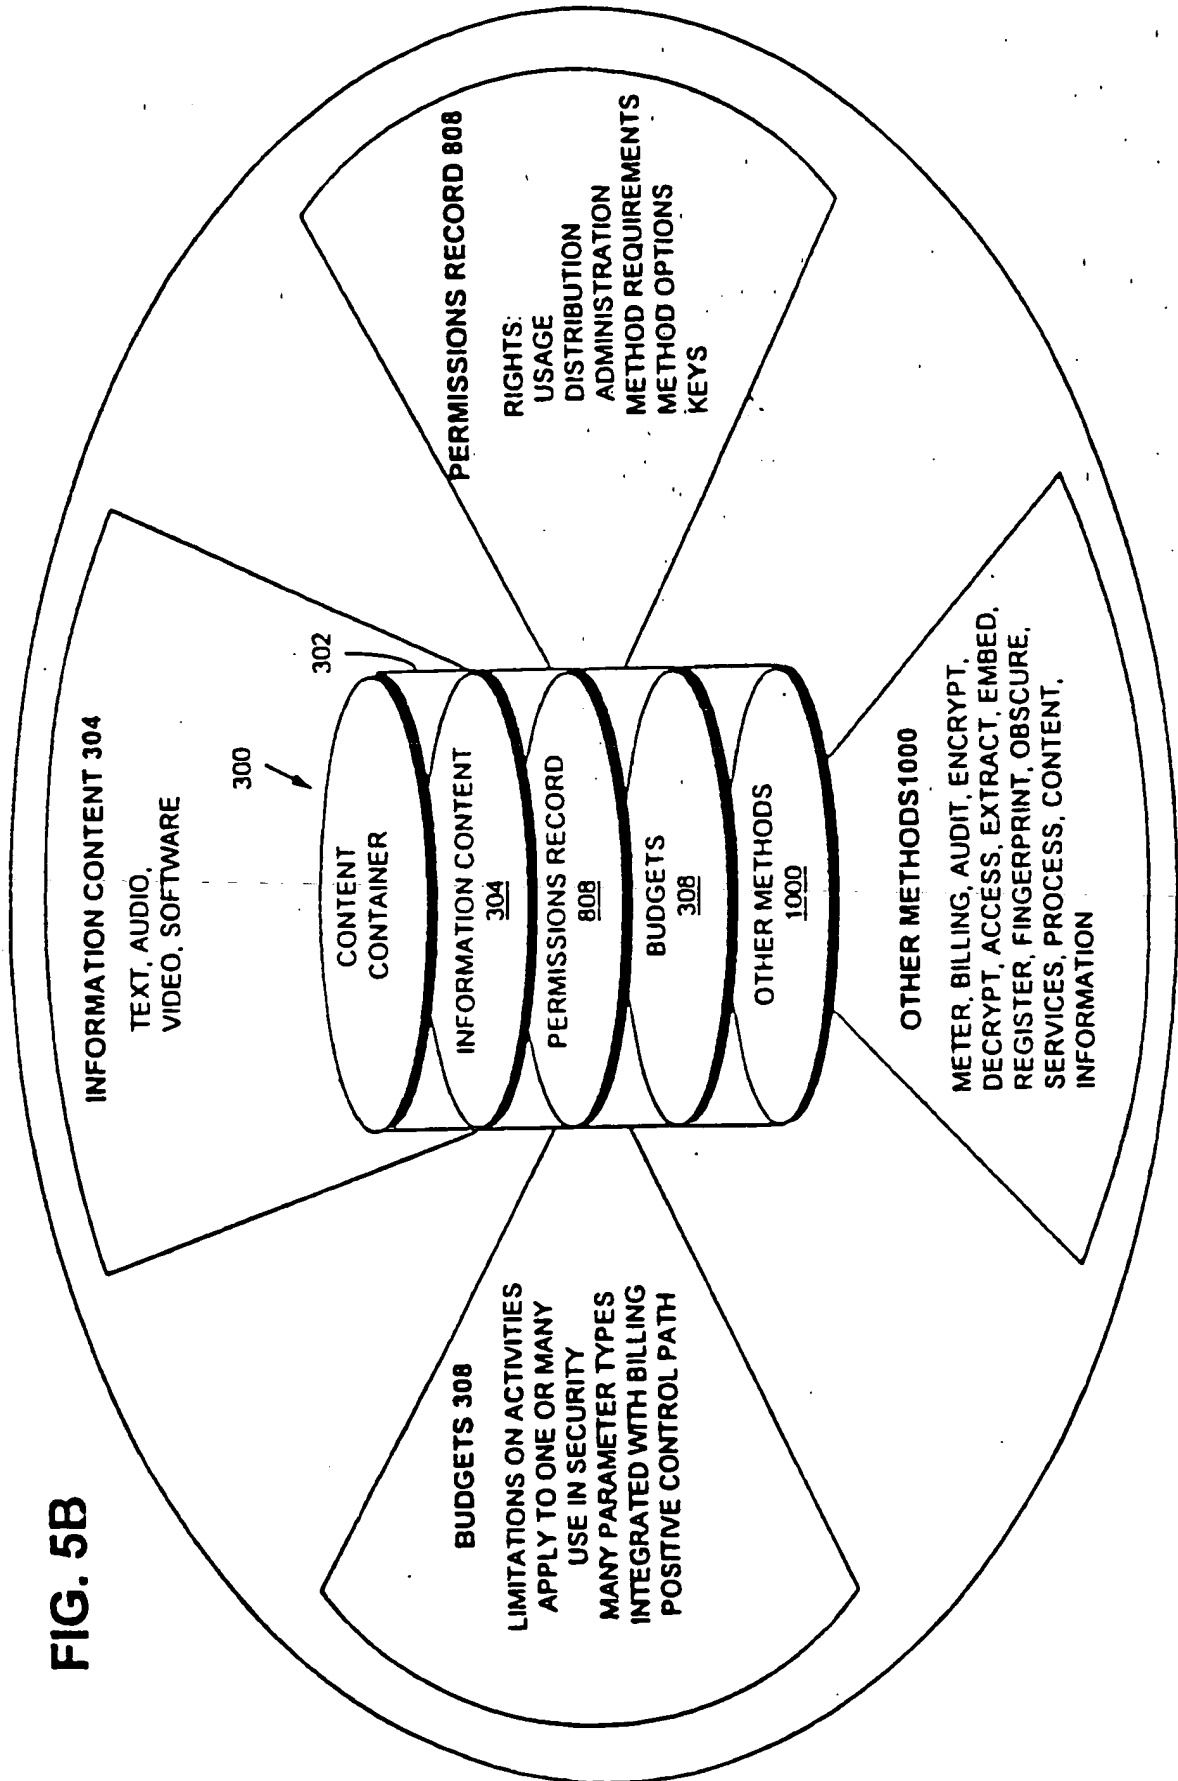 FIG. 5B
INFORMATION CONTENT 304
TEXT, AUDIO,
VIDEO, SOFTWARE
300
302
CONTENT
CONTAINER
INFORMATION CONTENT
304
PERMISSIONS RECORD
808
BUDGETS
308
OTHER METHODS
1000
BUDGETS 308
LIMITATIONS ON ACTIVITIES
APPLY TO ONE OR MANY
USE IN SECURITY
MANY PARAMETER TYPES
INTEGRATED WITH BILLING
POSITIVE CONTROL PATH
PERMISSIONS RECORD 808
RIGHTS:
USAGE
DISTRIBUTION
ADMINISTRATION
METHOD REQUIREMENTS
METHOD OPTIONS
KEYS
OTHER METHODS1000
METER, BILLING, AUDIT, ENCRYPT,
DECRYPT, ACCESS, EXTRACT, EMBED,
REGISTER, FINGERPRINT, OBSCURE,
SERVICES, PROCESS, CONTENT,
INFORMATION